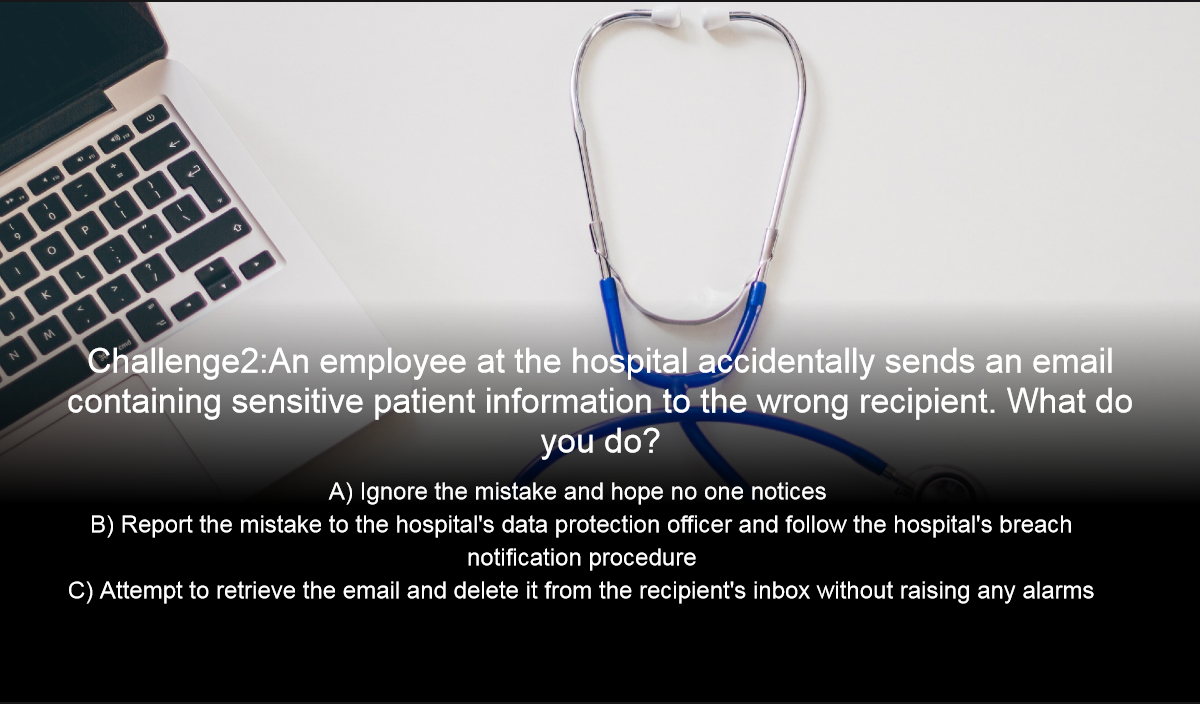 Challenge2:An employee at the hospital accidentally sends an email
containing sensitive patient information to the wrong recipient. What do
you do?
A) Ignore the mistake and hope no one notices
B) Report the mistake to the hospital's data protection officer and follow the hospital's breach
notification procedure
C) Attempt to retrieve the email and delete it from the recipient's inbox without raising any alarms